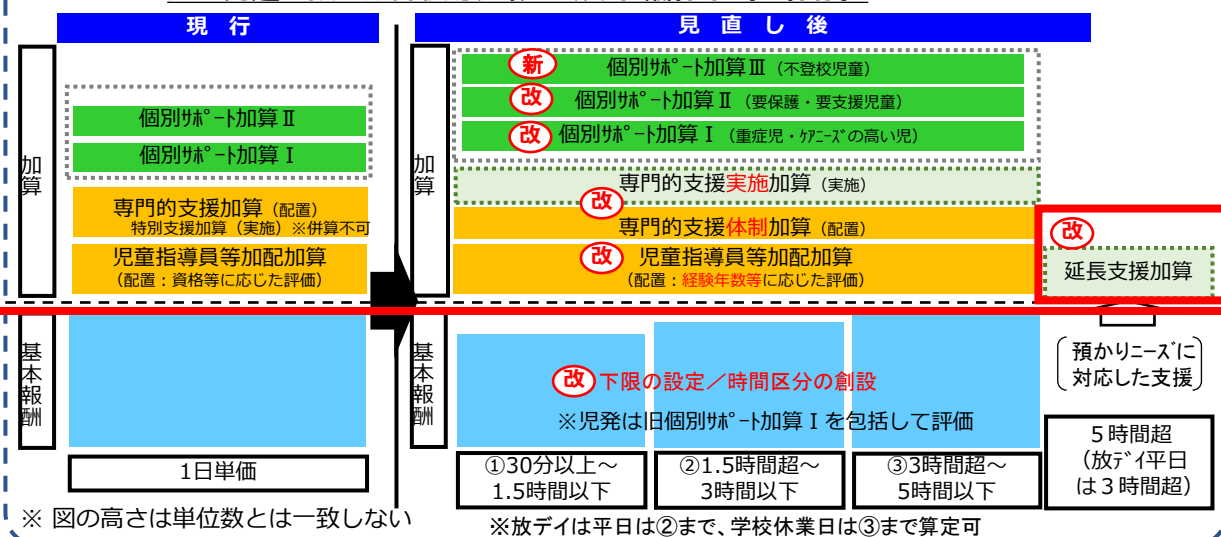 現 行
見 直 し 後
加算
個別ｻﾎﾟｰﾄ加算Ⅱ
個別ｻﾎﾟｰﾄ加算Ⅰ
専門的支援加算（配置）
特別支援加算（実施）※併算不可
児童指導員等加配加算
(配置：資格等に応じた評価)
基本報酬
1日単価
※ 図の高さは単位数とは一致しない
加算
新 個別ｻﾎﾟｰﾄ加算Ⅲ（不登校児童）
改 個別ｻﾎﾟｰﾄ加算Ⅱ（要保護・要支援児童）
改 個別ｻﾎﾟｰﾄ加算Ⅰ（重症児・ｹｱﾆｰｽﾞの高い児）
専門的支援実施加算（実施）
改
専門的支援体制加算（配置）
改 児童指導員等加配加算
(配置：経験年数等に応じた評価)
改
延長支援加算
基本報酬
改 下限の設定／時間区分の創設
※児発は旧個別ｻﾎﾟｰﾄ加算Ⅰを包括して評価
預かりニーズに
対応した支援
①30分以上～
1.5時間以下
②1.5時間超～
3時間以下
③3時間超～
5時間以下
5時間超
(放ﾃﾞｲ平日
は３時間超)
※放デイは平日は②まで、学校休業日は③まで算定可